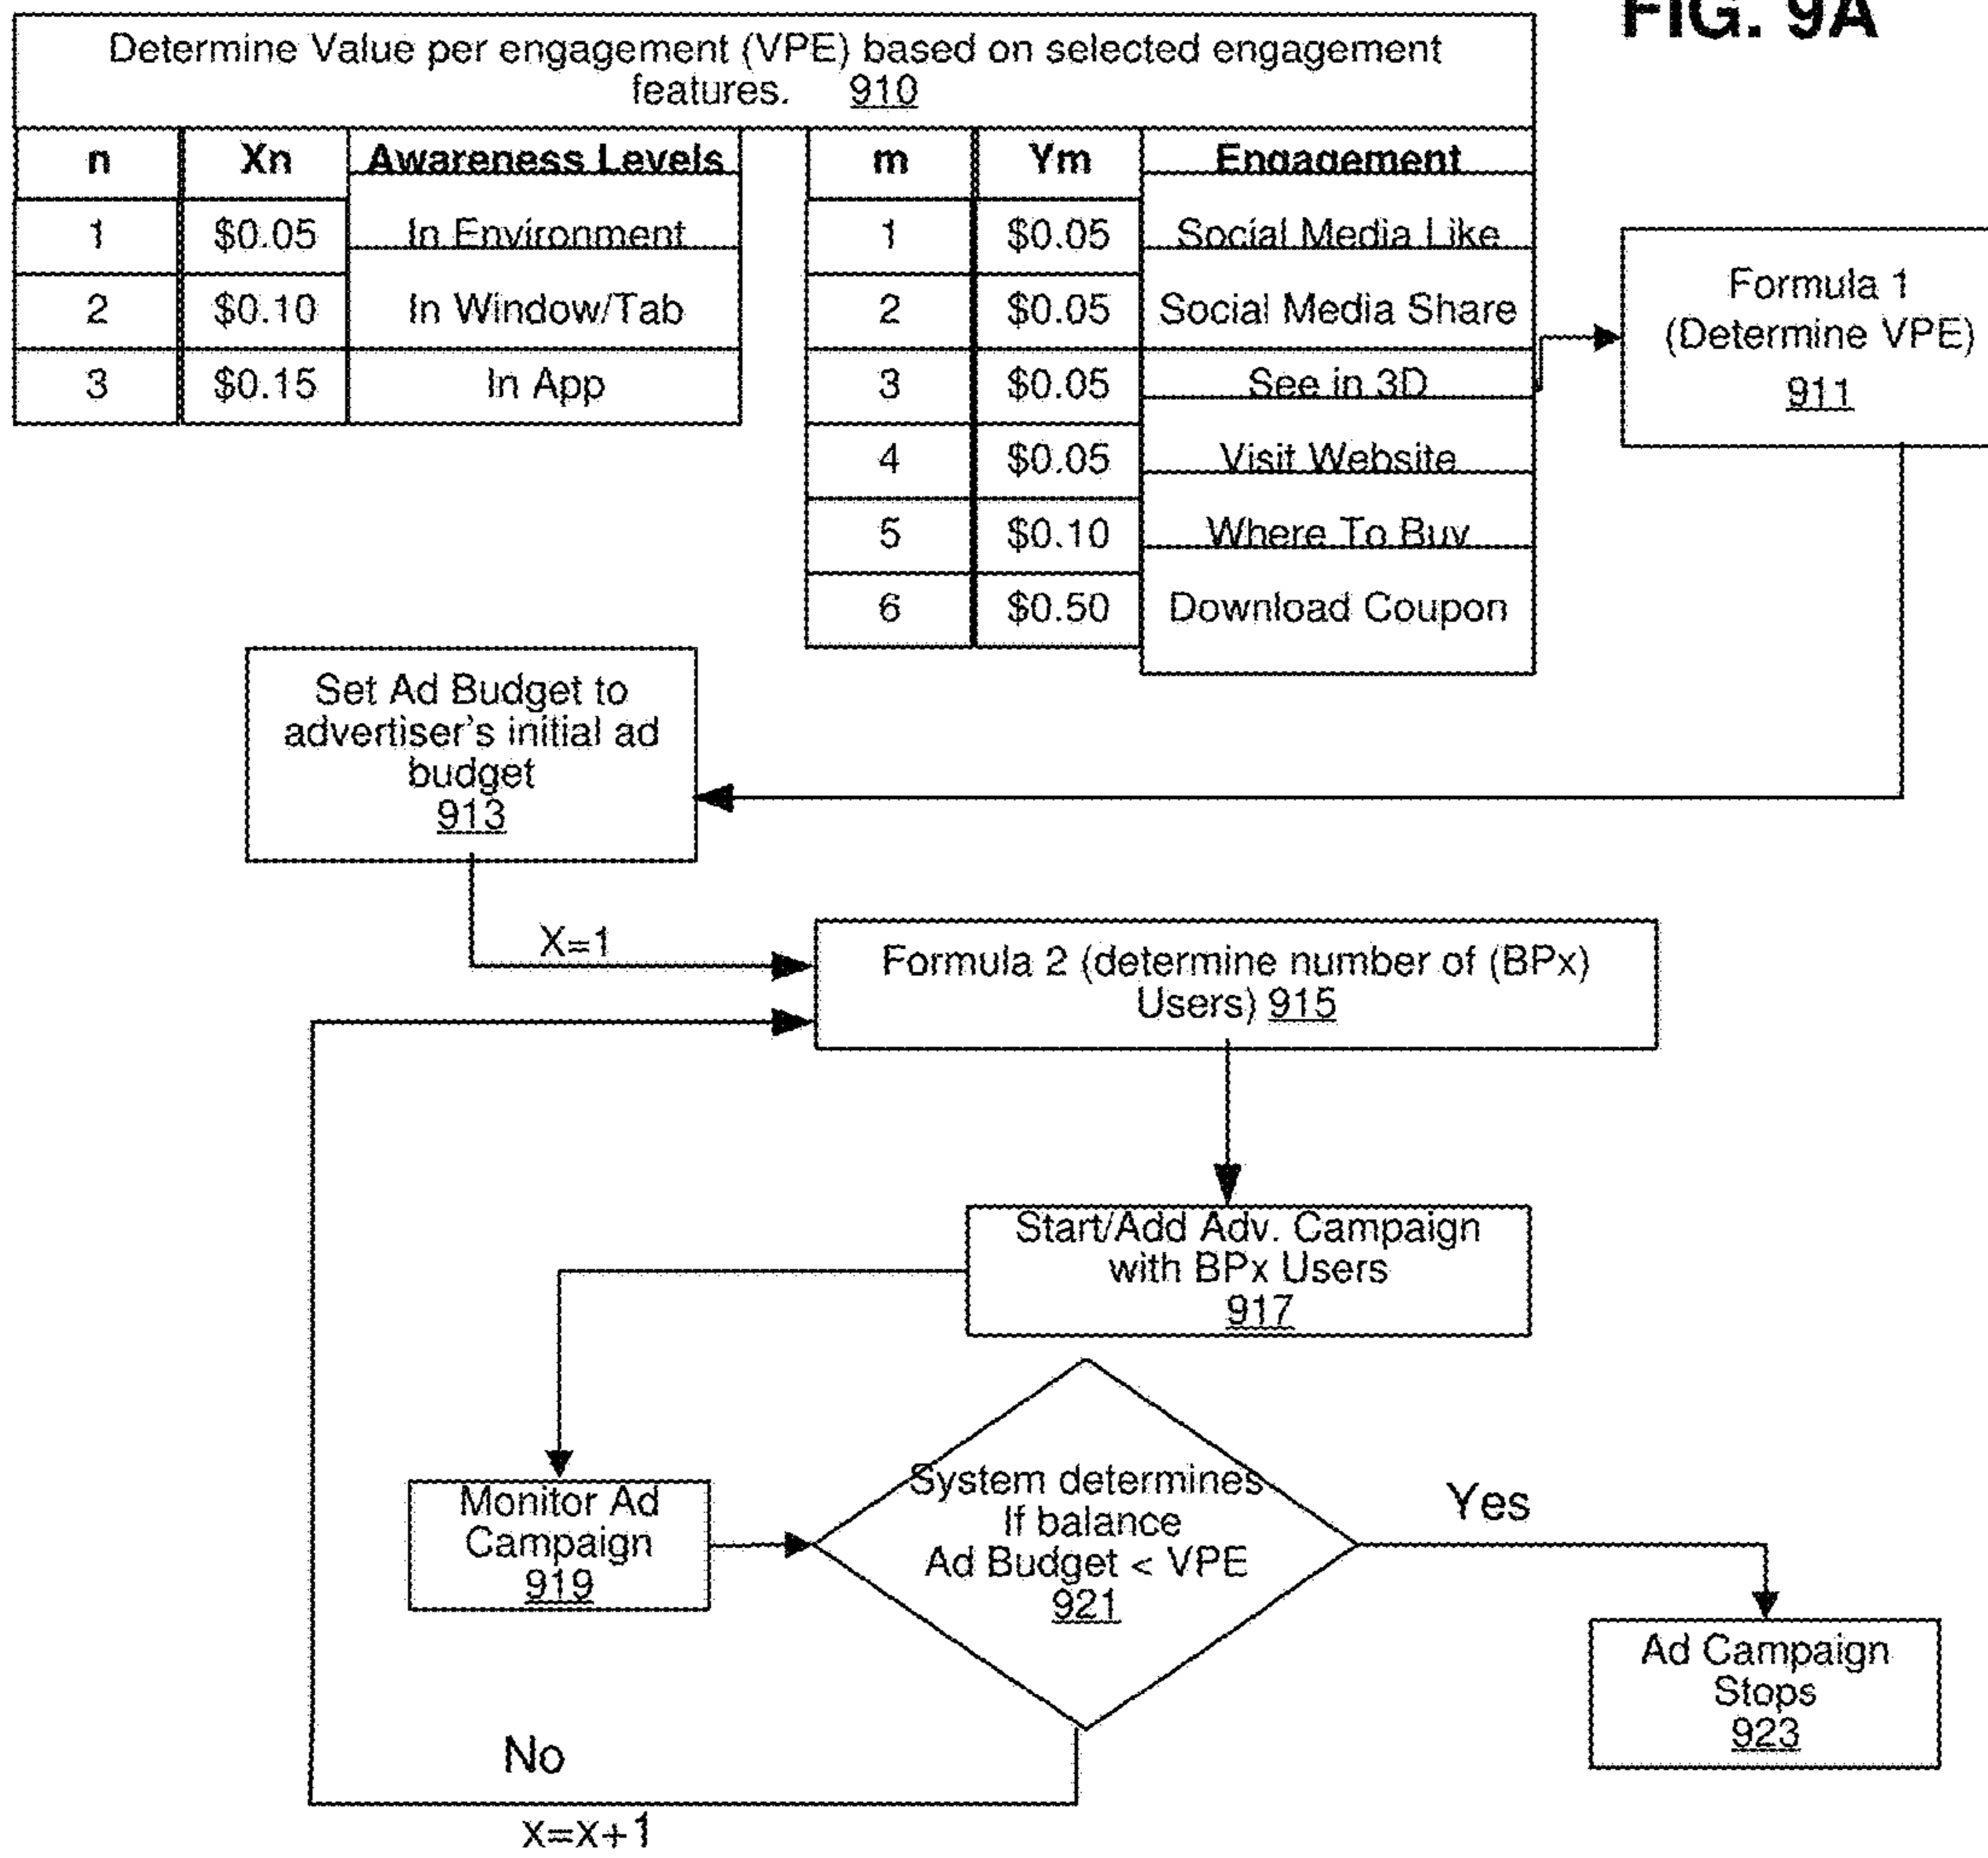 FIG. 9A
Determine Value per engagement (VPE) based on selected engagement
features. 910
n Xn Awareness Levels m Ym Engagement
1 $0.05 In Environment 1 $0.05 Social Media Like
2 $0.10 In Window/Tab 2 $0.05 Social Media Share
3 $0.15 In App 3 $0.05 See in 3D
4 $0.05 Visit Website
5 $0.10 Where To Buy
6 $0.50 Download Coupon
Formula 1
(Determine VPE)
911
Set Ad Budget to
advertiser's initial ad
budget
913
X=1
Formula 2 (determine number of (BPx)
Users) 915
Start/Add Adv. Campaign
with BPx Users
917
Monitor Ad
Campaign
919
System determines
If balance
Ad Budget < VPE
921
Yes
Ad Campaign
Stops
923
No
x=x+1